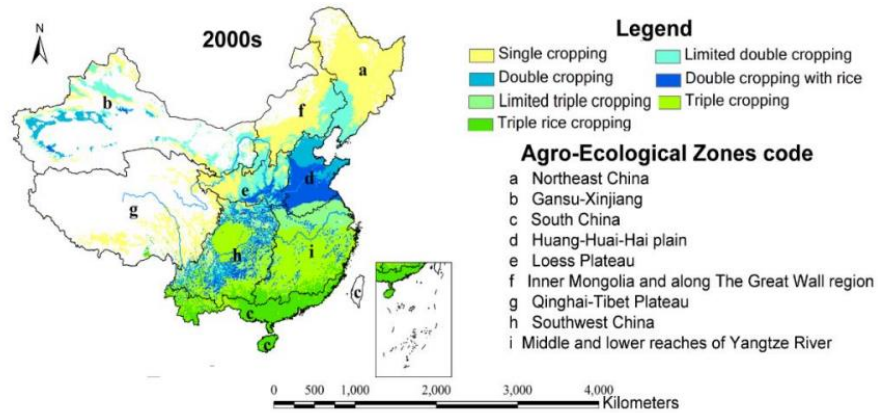 N
2000s
a
b
f
d
e
g
h
i
c
c
c
Legend
Single cropping
Limited double cropping
Double cropping
Double cropping with rice
Limited triple cropping
Triple cropping
Triple rice cropping
Agro-Ecological Zones code
a Northeast China
b Gansu-Xinjiang
c South China
d Huang-Huai-Hai plain
e Loess Plateau
f Inner Mongolia and along The Great Wall region
g Qinghai-Tibet Plateau
h Southwest China
i Middle and lower reaches of Yangtze River
0 500 1,000 2,000 3,000 4,000
Kilometers